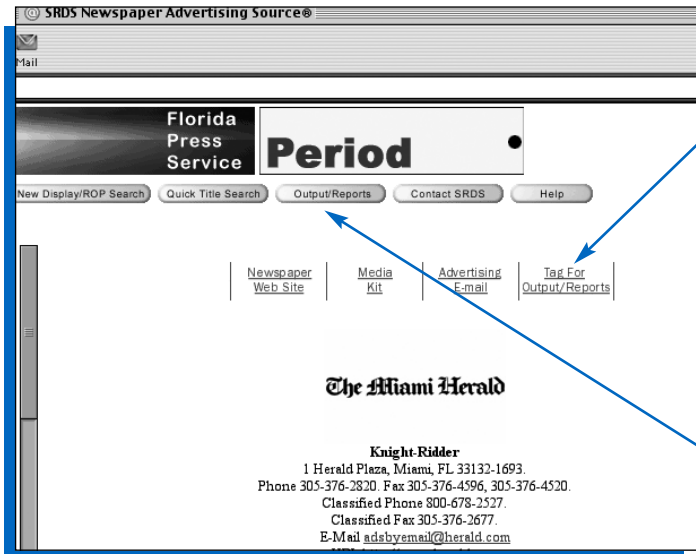 @ SRDS Newspaper Advertising Source®
Mail
Florida
Press
Service
Period
New Display/ROP Search Quick Title Search Output/Reports Contact SRDS Help
Newspaper Web Site
Media Kit
Advertising E-mail
Tag For Output/Reports
The Miami Herald
Knight-Ridder
1 Herald Plaza, Miami, FL 33132-1693.
Phone 305-376-2820. Fax 305-376-4596, 305-376-4520.
Classified Phone 800-678-2527.
Classified Fax 305-376-2677.
E-Mail adsbyemail@herald.com